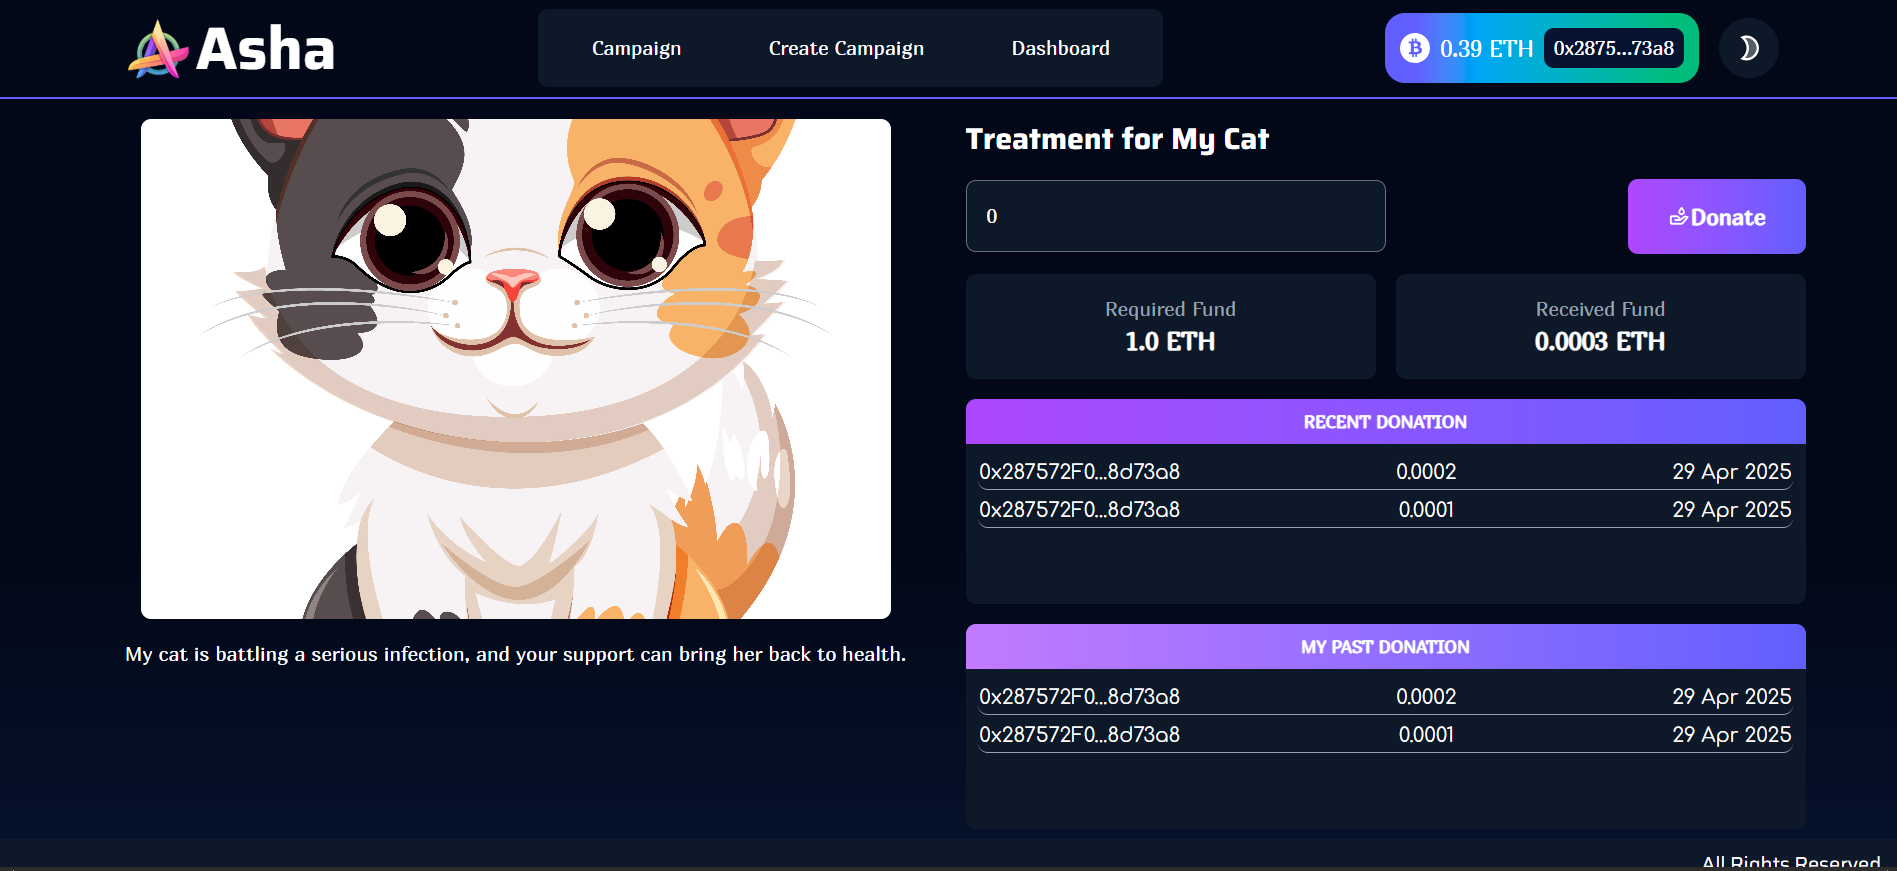 Asha
Campaign
Create Campaign
Dashboard
0.39 ETH
0x2875...73a8
Treatment for My Cat
0
Donate
Required Fund
1.0 ETH
Received Fund
0.0003 ETH
RECENT DONATION
0x287572F0...8d73a8 0.0002 29 Apr 2025
0x287572F0...8d73a8 0.0001 29 Apr 2025
My cat is battling a serious infection, and your support can bring her back to health.
MY PAST DONATION
0x287572F0...8d73a8 0.0002 29 Apr 2025
0x287572F0...8d73a8 0.0001 29 Apr 2025
All Rights Reserved